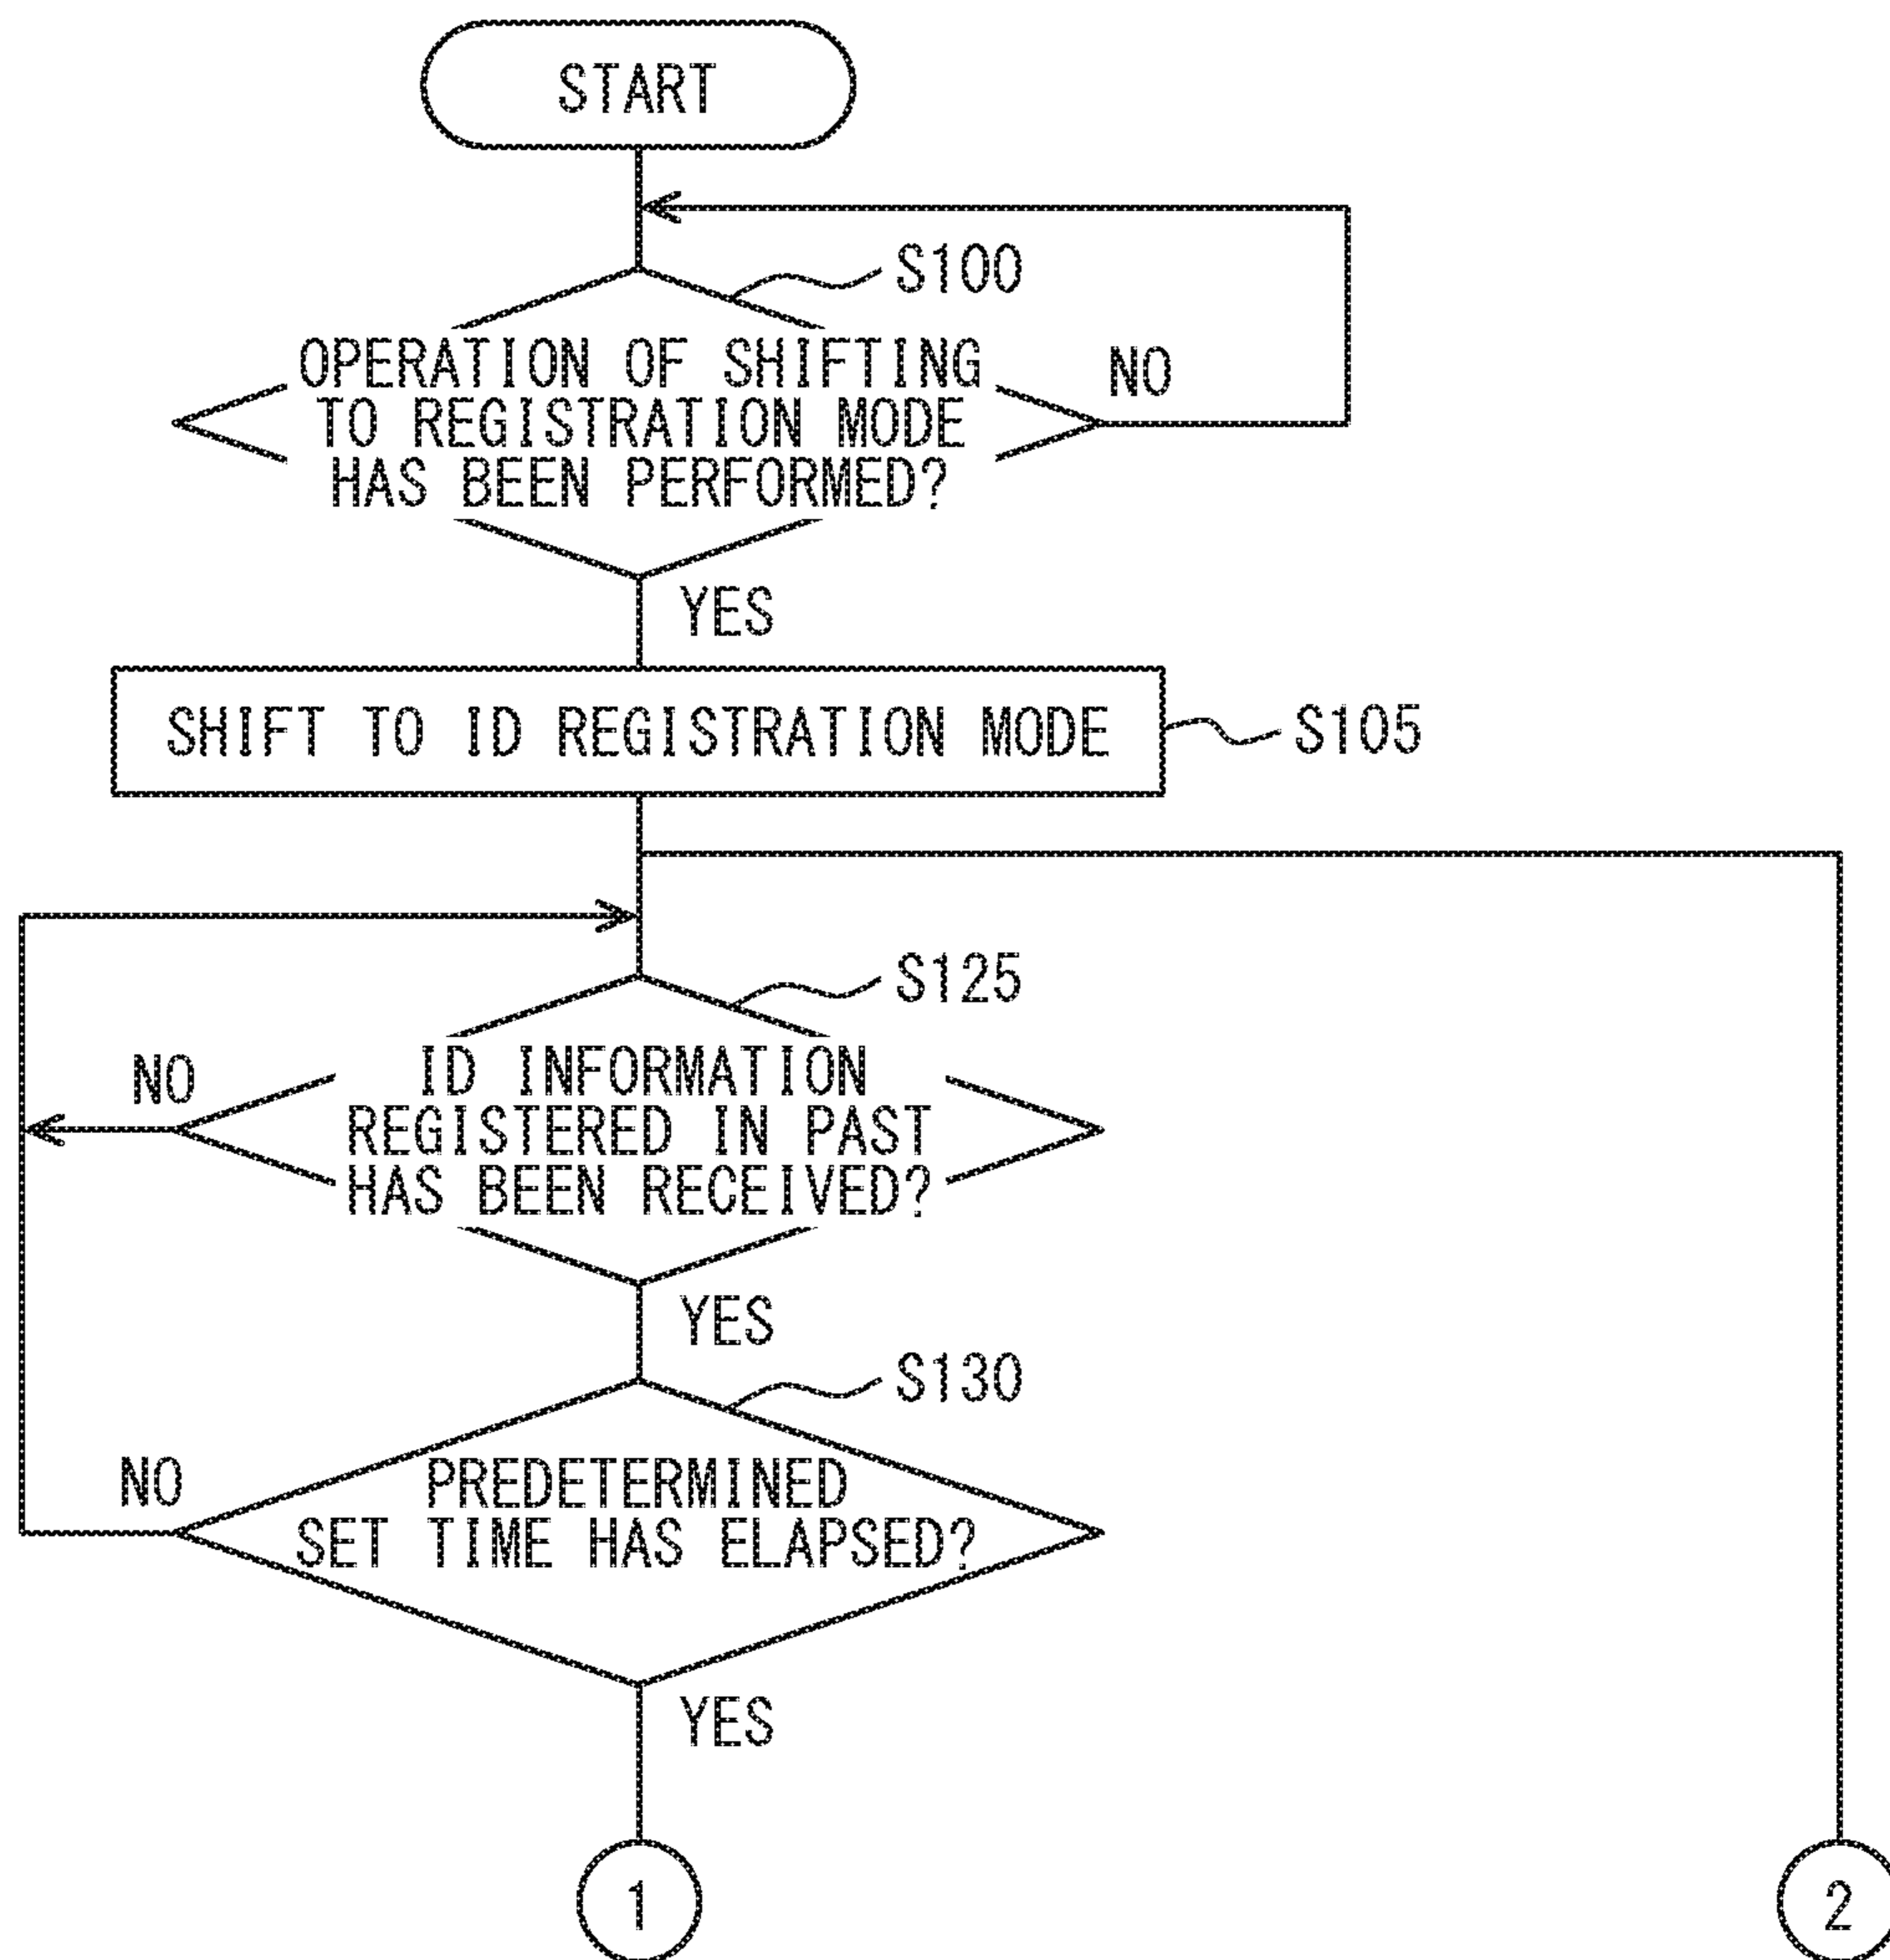 START
S100
OPERATION OF SHIFTING
TO REGISTRATION MODE
HAS BEEN PERFORMED?
NO
YES
SHIFT TO ID REGISTRATION MODE
S105
S125
NO
ID INFORMATION
REGISTERED IN PAST
HAS BEEN RECEIVED?
YES
S130
NO
PREDETERMINED
SET TIME HAS ELAPSED?
YES
1
2